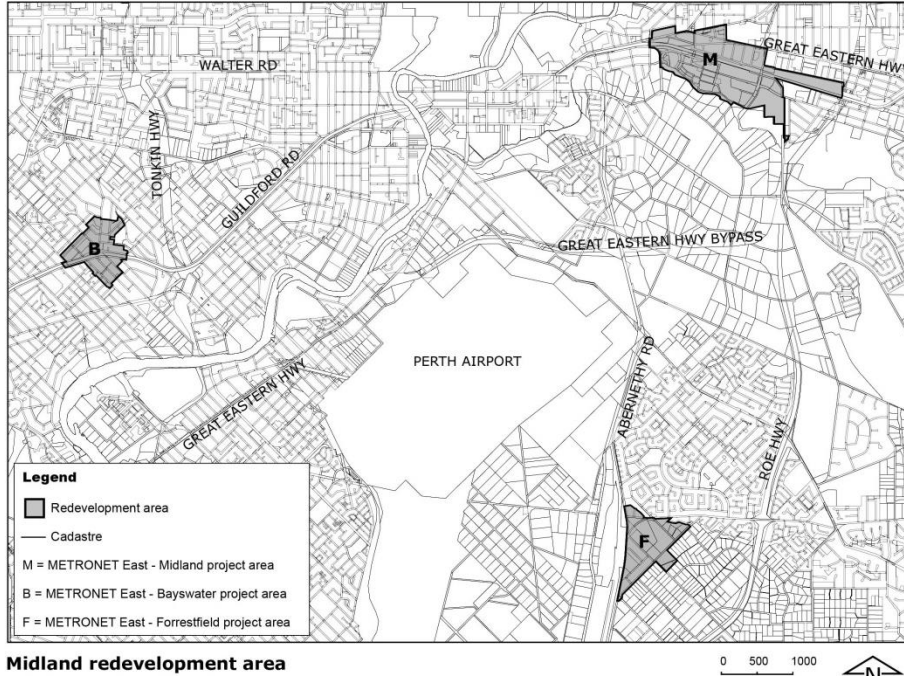 WALTER RD
M
GREAT EASTERN HWY
TONKIN HWY
GUILDFORD RD
B
GREAT EASTERN HWY BYPASS
PERTH AIRPORT
ABERNETHY RD
GREAT EASTERN HWY
ROE HWY
F
Legend
Redevelopment area
Cadastre
M = METRONET East - Midland project area
B = METRONET East - Bayswater project area
F = METRONET East - Forrestfield project area
Midland redevelopment area
0 500 1000
N